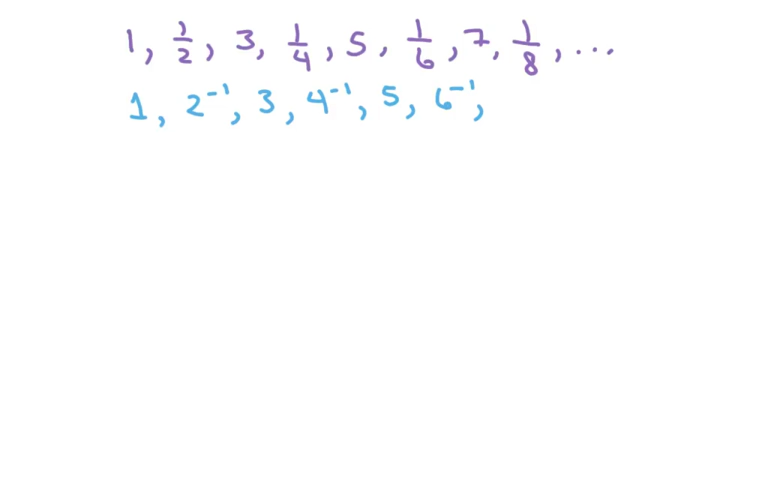 1, 1/2, 3, 1/4, 5, 1/6, 7, 1/8, ...
1, 2⁻¹, 3, 4⁻¹, 5, 6⁻¹,